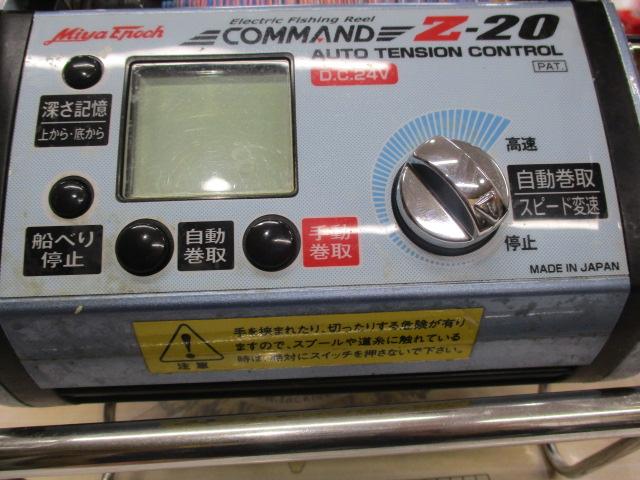 Miya Epoch
Electric Fishing Reel
COMMAND Z-20
AUTO TENSION CONTROL
D.C.24V
PAT.
深さ記憶
上から・底から
船べり
停止
自動
巻取
手動
巻取
高速
自動巻取
スピード変速
停止
MADE IN JAPAN
注意
手を挟まれたり、切ったりする危険が有り
ますので、スプールや道糸に触れている
時は、絶対にスイッチを押さないで下さい。